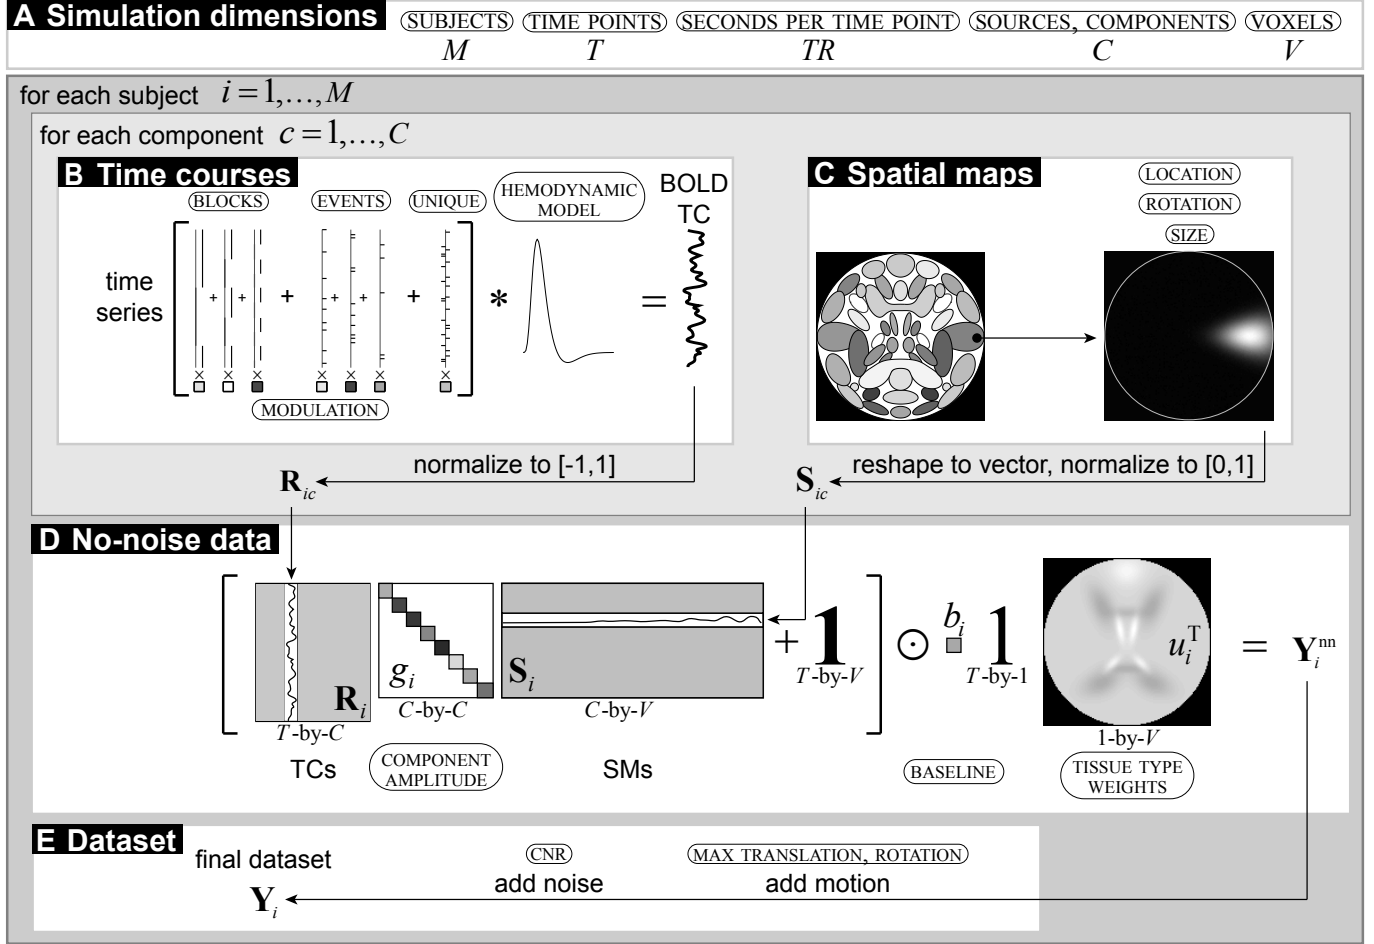 A Simulation dimensions
SUBJECTS TIME POINTS SECONDS PER TIME POINT SOURCES, COMPONENTS VOXELS
M T TR C V
for each subject i = 1,…,M
for each component c = 1,…,C
B Time courses
BLOCKS EVENTS UNIQUE
HEMODYNAMIC
MODEL
BOLD
TC
time
series
+ + + + + + * =
× × × × × × ×
MODULATION
C Spatial maps
LOCATION
ROTATION
SIZE
normalize to [-1,1]
R_ic
reshape to vector, normalize to [0,1]
S_ic
D No-noise data
R_i
T-by-C
TCs
g_i
C-by-C
COMPONENT
AMPLITUDE
S_i
C-by-V
SMs
+ 1
T-by-V
⊙
b_i
1
T-by-1
BASELINE
u_i^T
1-by-V
TISSUE TYPE
WEIGHTS
= Y_i^nn
E Dataset
final dataset
Y_i
CNR
add noise
MAX TRANSLATION, ROTATION
add motion